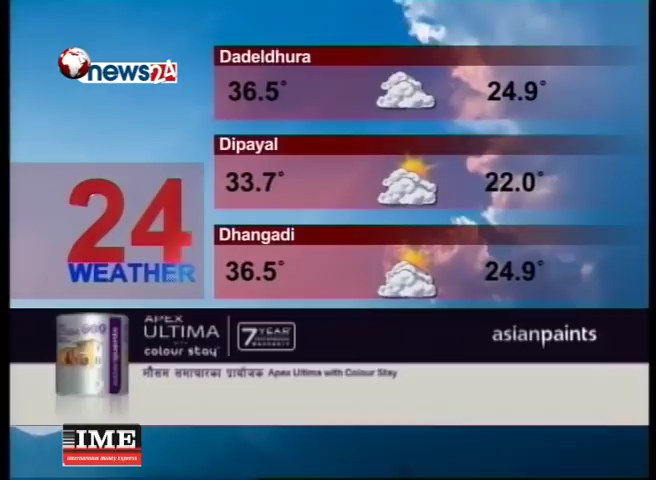 news24
Dadeldhura
36.5° 24.9°
Dipayal
33.7° 22.0°
Dhangadi
36.5° 24.9°
24
WEATHER
APEX
ULTIMA
WITH
colour stay
7 YEAR
WARRANTY
asianpaints
मौसम समाचारका प्रायोजक Apex Ultima with Colour Stay
IME
International Money Express